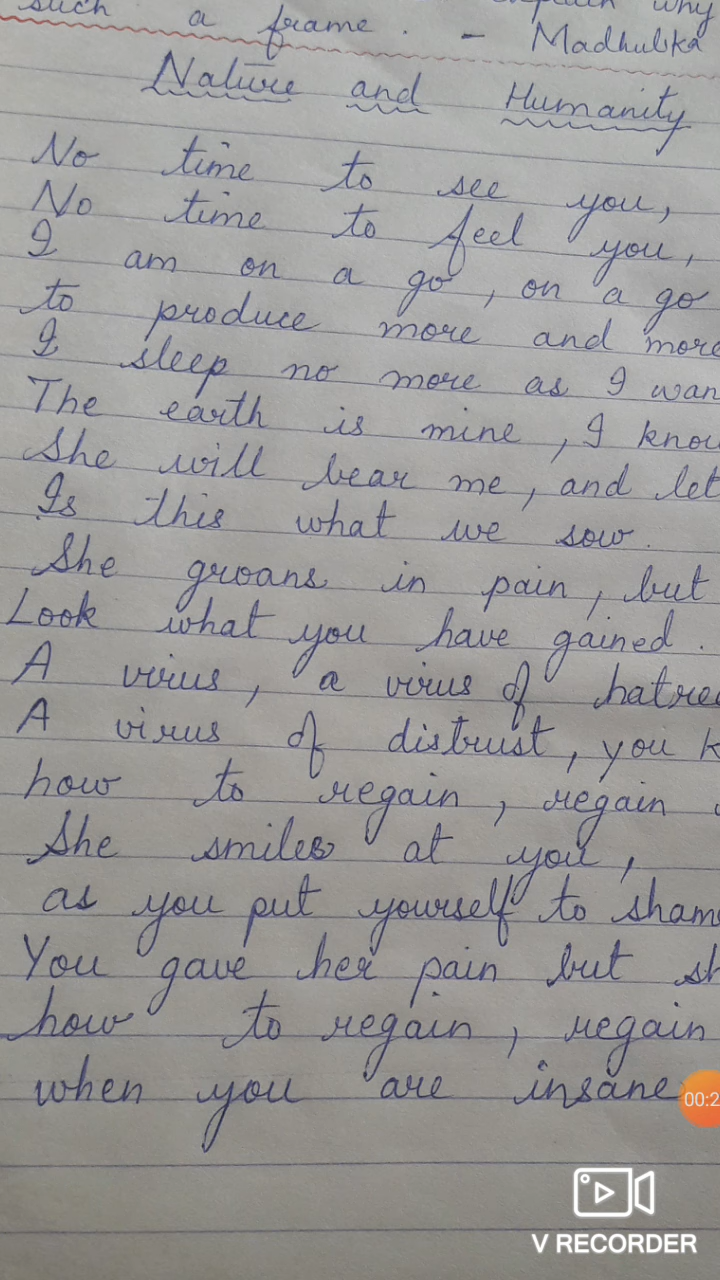 such a frame. - Madhulika
Nature and Humanity
No time to see you,
No time to feel you,
I am on a go, on a go
to produce more and more
I sleep no more as I
The earth is mine, I
She will bear me, and let
Is this what we sow.
She groans in pain, but
Look what you have gained.
A virus, a virus of
A virus of distrust, you
how to regain, regain
She smiles at you,
as you put yourself to
You gave her pain but
how to regain, regain
when you are insane
00:2
V RECORDER